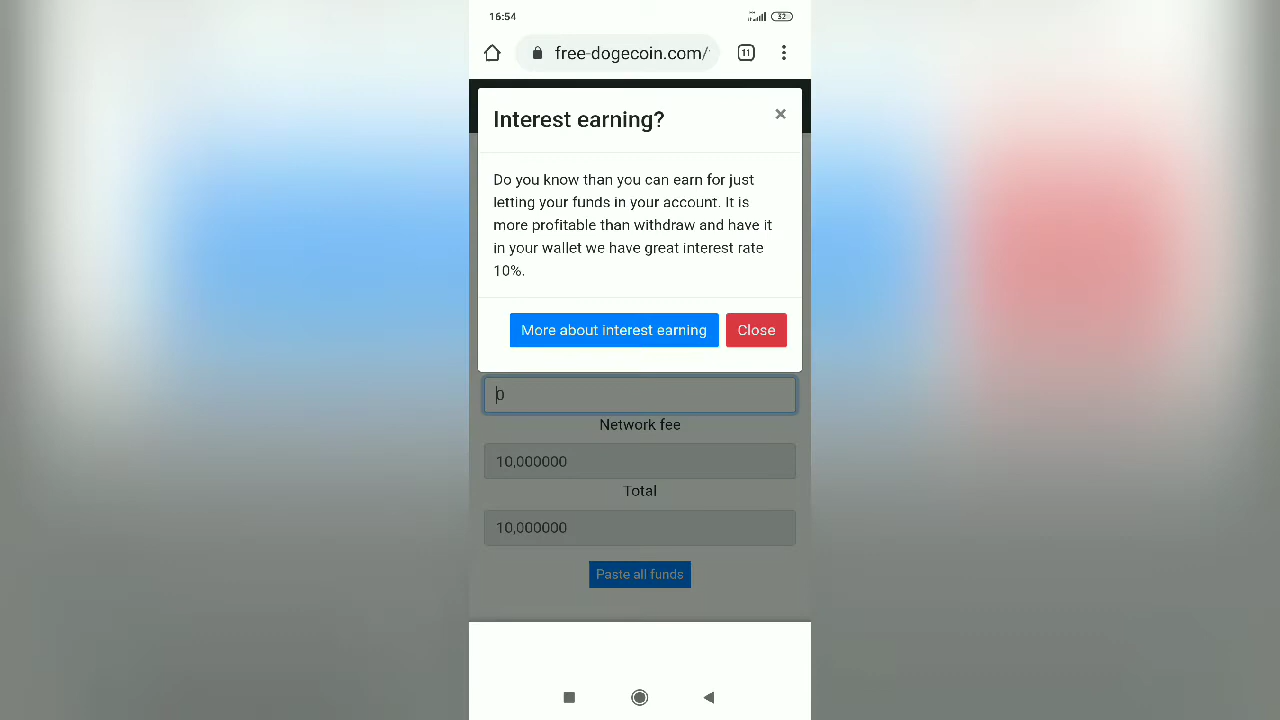 16:54
32
free-dogecoin.com/
11
Interest earning?
×
Do you know than you can earn for just
letting your funds in your account. It is
more profitable than withdraw and have it
in your wallet we have great interest rate
10%.
More about interest earning
Close
0
Network fee
10,000000
Total
10,000000
Paste all funds